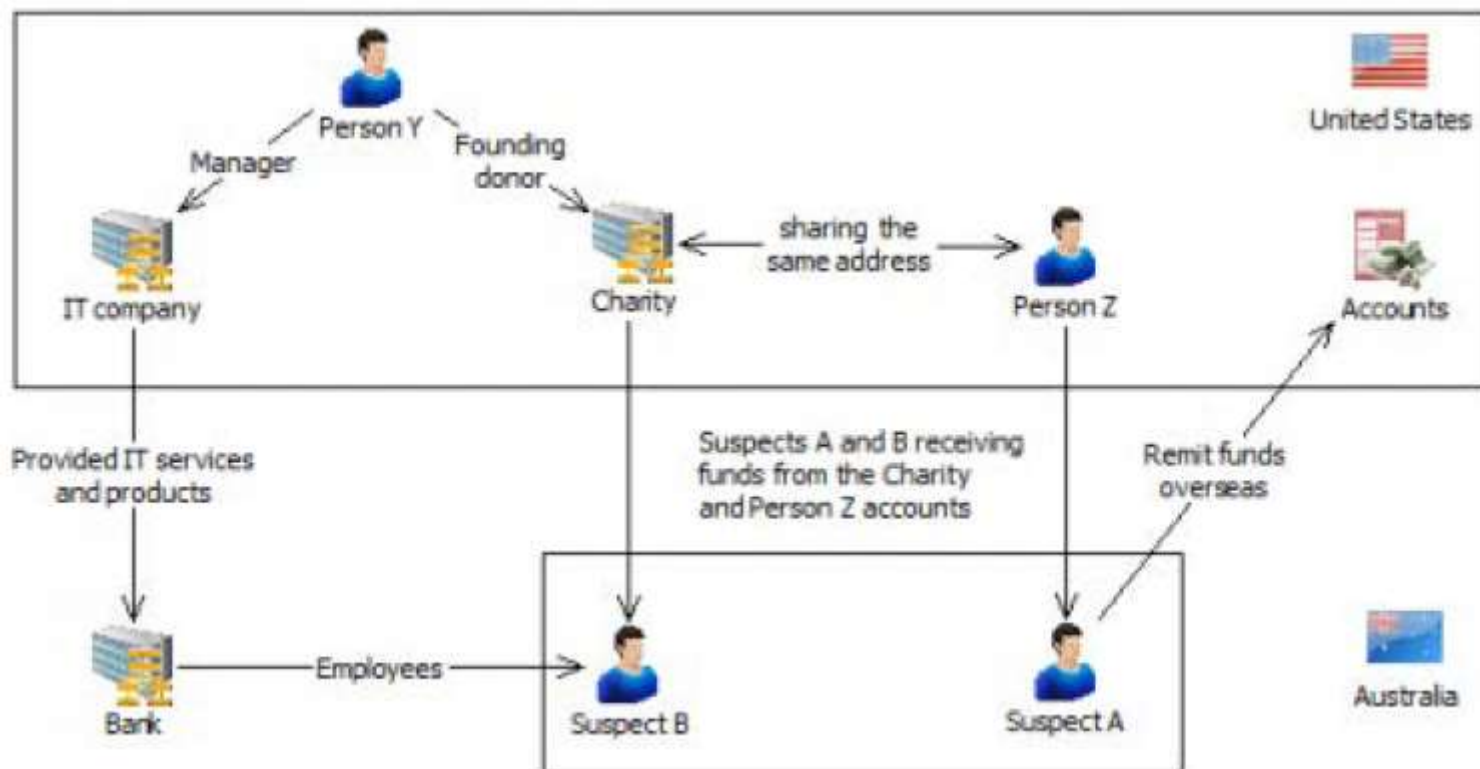 Person Y
United States
Manager
Founding
donor
sharing the
same address
IT company
Charity
Person Z
Accounts
Provided IT services
and products
Suspects A and B receiving
funds from the Charity
and Person Z accounts
Remit funds
overseas
Employees
Bank
Suspect B
Suspect A
Australia